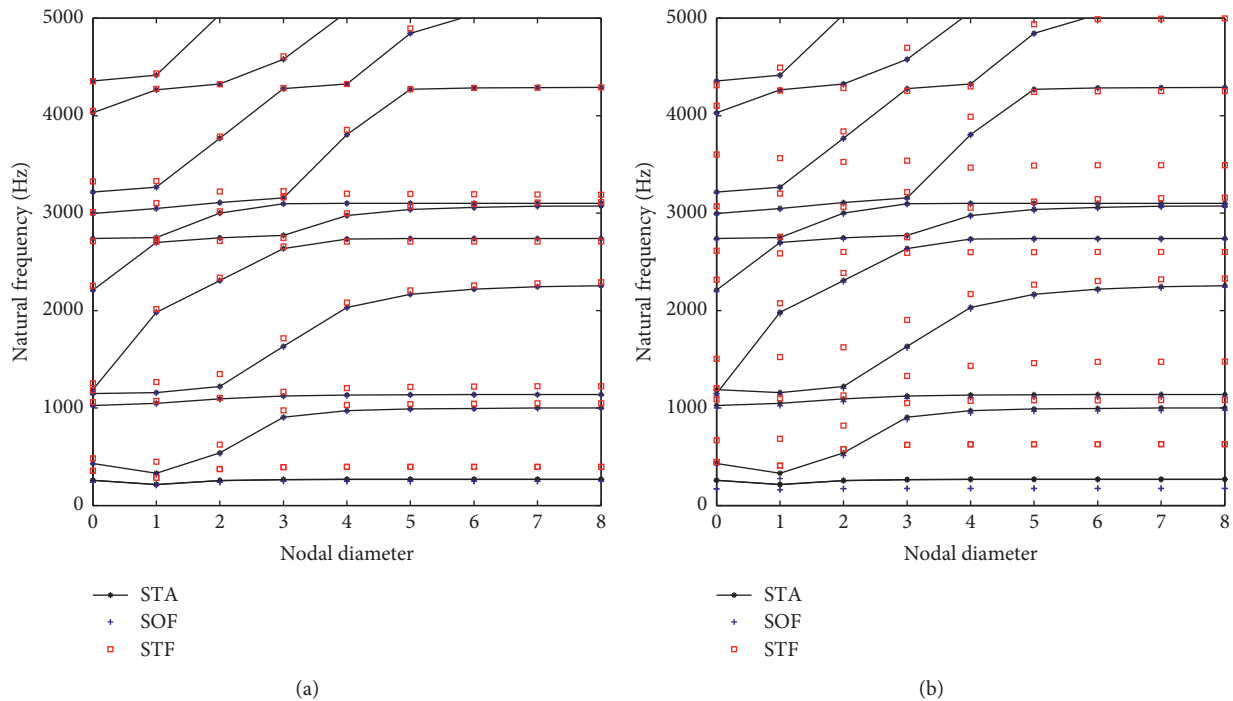 5000
4000
3000
2000
1000
0
Natural frequency (Hz)
0 1 2 3 4 5 6 7 8
Nodal diameter
STA
SOF
STF
(a)
5000
4000
3000
2000
1000
0
Natural frequency (Hz)
0 1 2 3 4 5 6 7 8
Nodal diameter
STA
SOF
STF
(b)